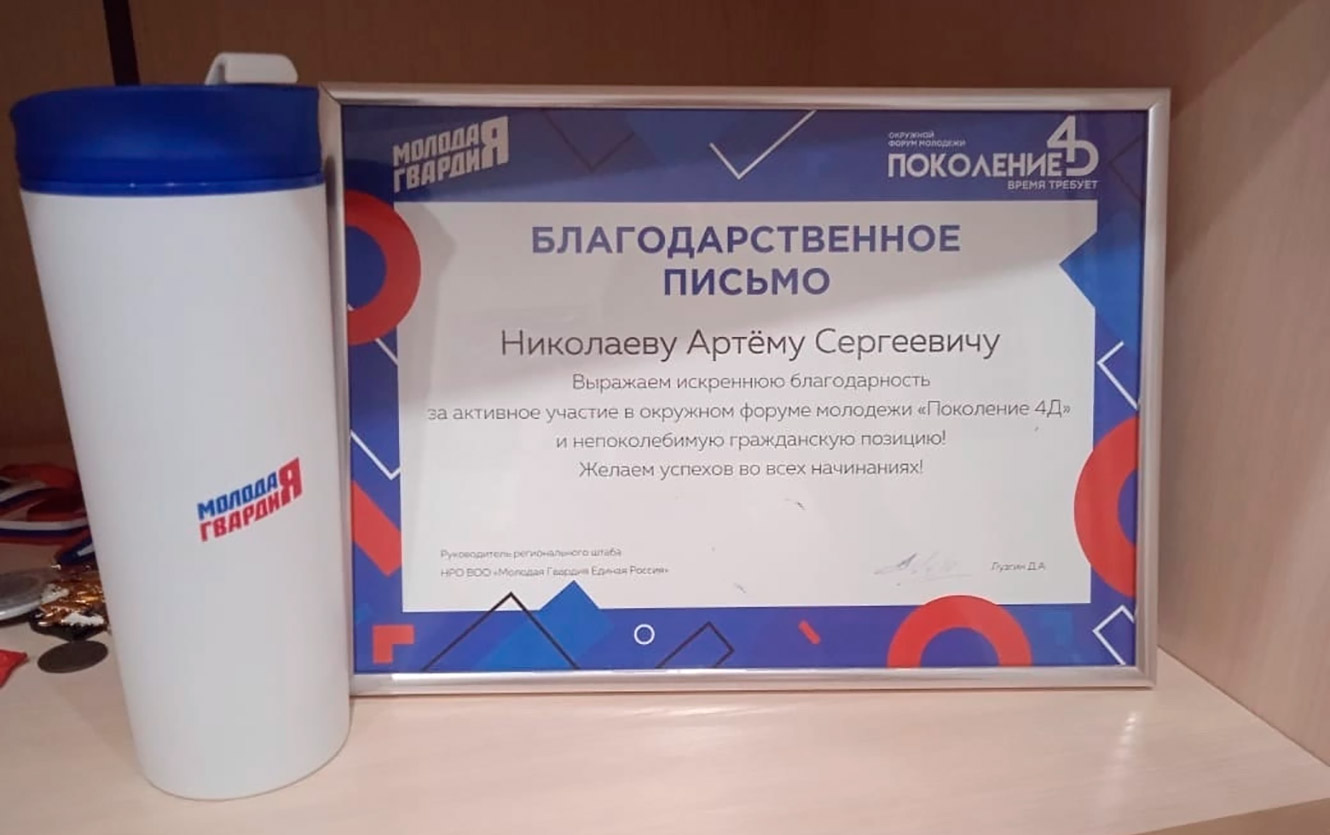 МОЛОДАЯ
ГВАРДИЯ
ОКРУЖНОЙ
ФОРУМ МОЛОДЕЖИ
ПОКОЛЕНИЕ 4D
ВРЕМЯ ТРЕБУЕТ
БЛАГОДАРСТВЕННОЕ
ПИСЬМО
Николаеву Артёму Сергеевичу
Выражаем искреннюю благодарность
за активное участие в окружном форуме молодежи «Поколение 4Д»
и непоколебимую гражданскую позицию!
Желаем успехов во всех начинаниях!
Руководитель регионального штаба
НРО ВОО «Молодая Гвардия Единая Россия»
Лузгин Д.А.
МОЛОДАЯ
ГВАРДИЯ